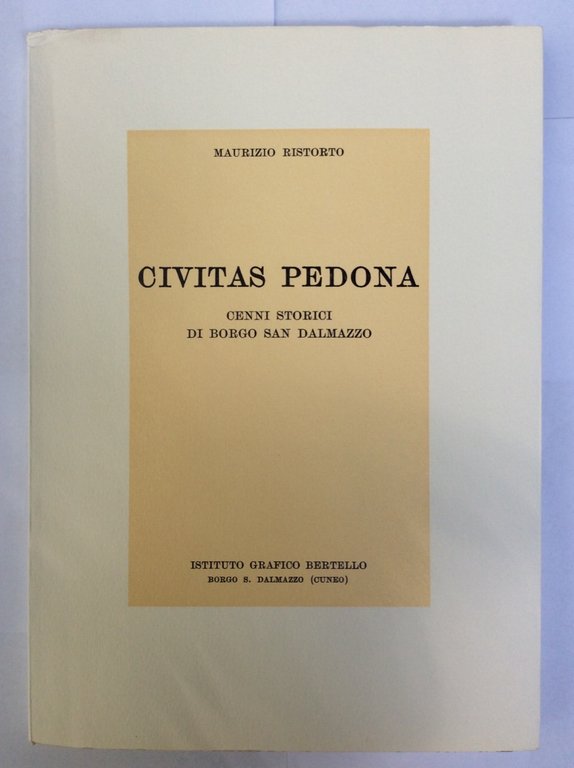 MAURIZIO RISTORTO
CIVITAS PEDONA
CENNI STORICI
DI BORGO SAN DALMAZZO
ISTITUTO GRAFICO BERTELLO
BORGO S. DALMAZZO (CUNEO)